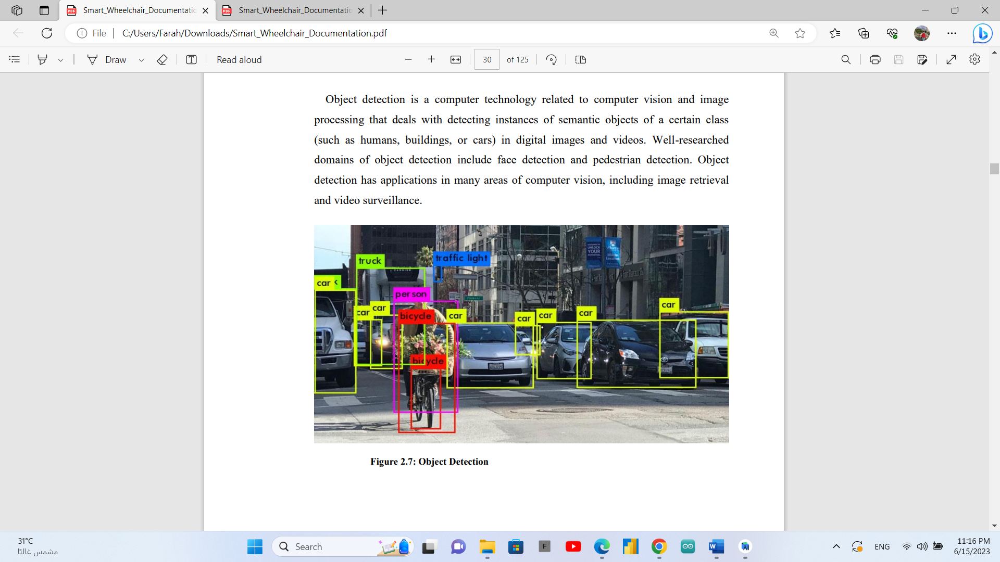 Smart_Wheelchair_Documentatic
Smart_Wheelchair_Documentatic
File
C:/Users/Farah/Downloads/Smart_Wheelchair_Documentation.pdf
Draw
Read aloud
30
of 125
Object detection is a computer technology related to computer vision and image
processing that deals with detecting instances of semantic objects of a certain class
(such as humans, buildings, or cars) in digital images and videos. Well-researched
domains of object detection include face detection and pedestrian detection. Object
detection has applications in many areas of computer vision, including image retrieval
and video surveillance.
truck
traffic light
UNLOCK
YOUR
CARRIER
car k
person
car
car
bicycle
car
car
car
car
car
bicycle
Figure 2.7: Object Detection
31°C
مشمس غالبًا
Search
ENG
11:16 PM
6/15/2023